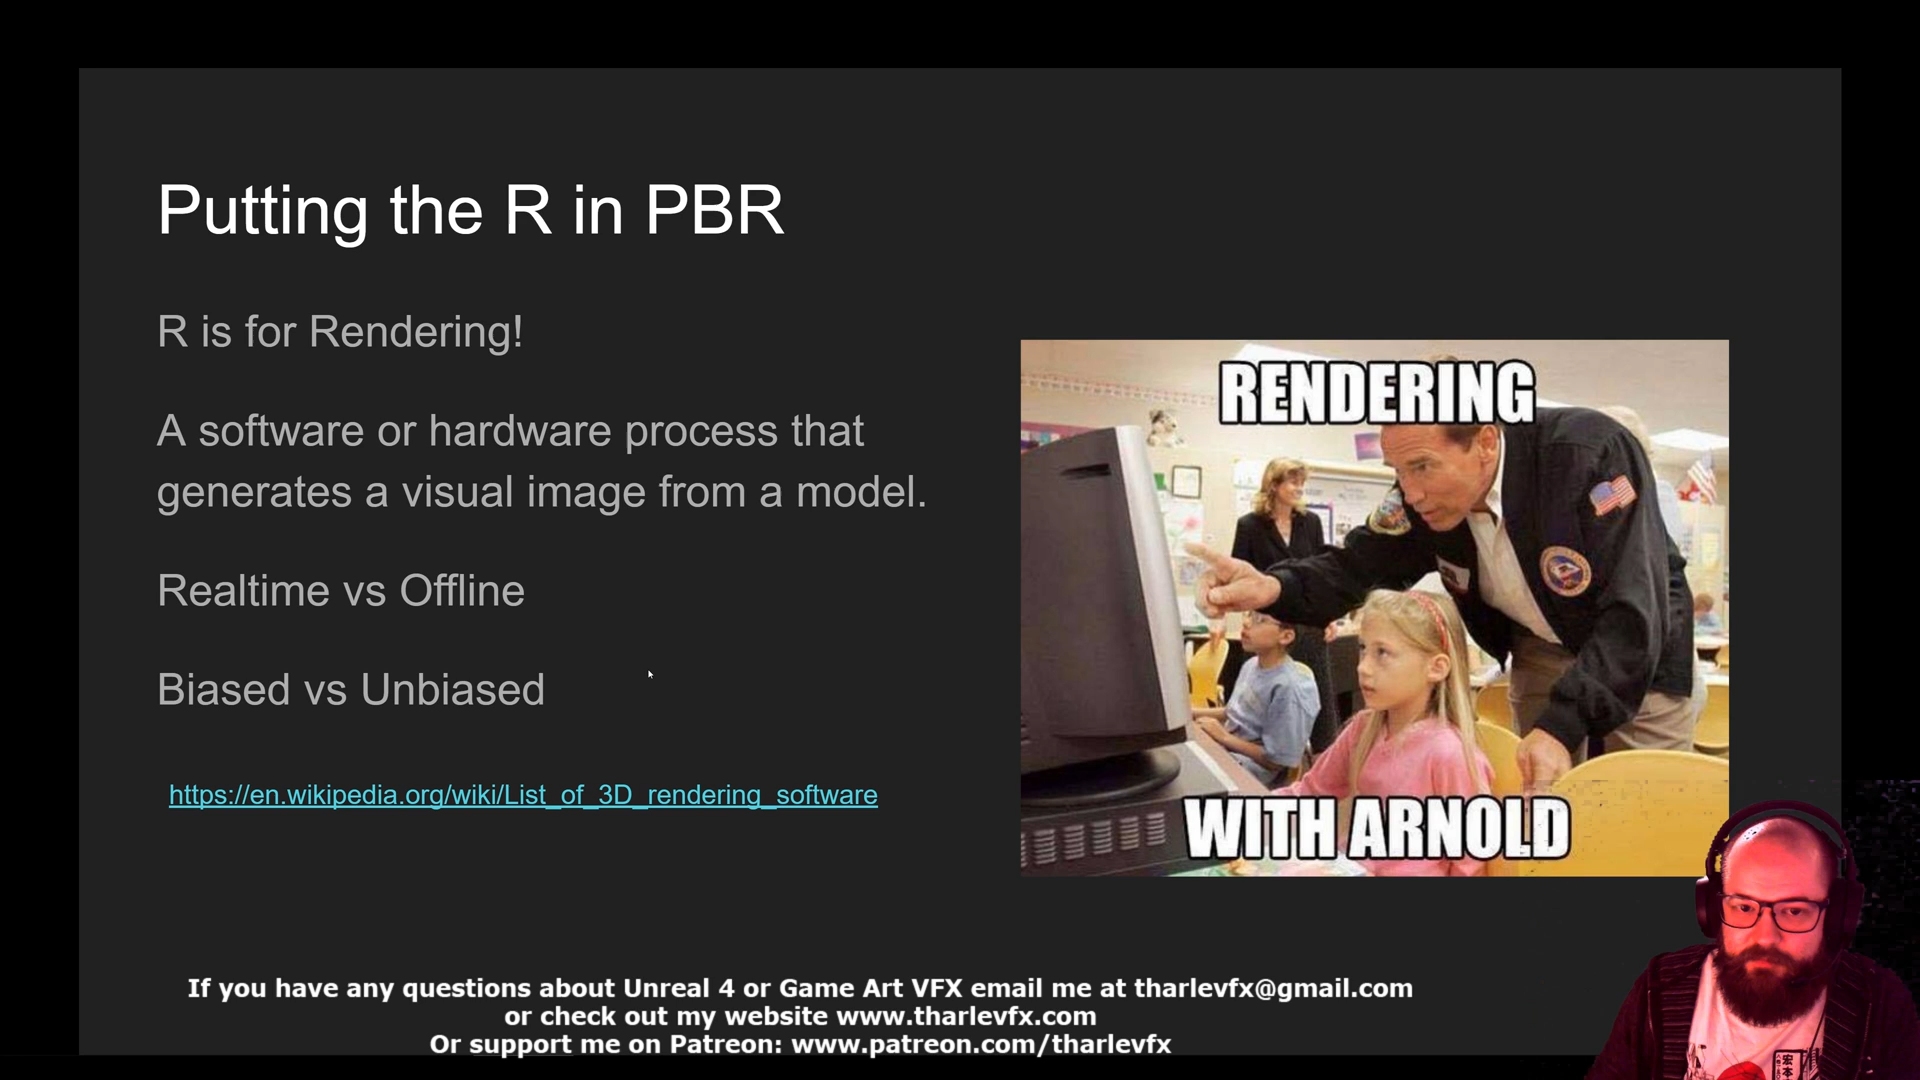 Putting the R in PBR
R is for Rendering!
A software or hardware process that
generates a visual image from a model.
Realtime vs Offline
Biased vs Unbiased
https://en.wikipedia.org/wiki/List_of_3D_rendering_software
RENDERING
WITH ARNOLD
If you have any questions about Unreal 4 or Game Art VFX email me at tharlevfx@gmail.com
or check out my website www.tharlevfx.com
Or support me on Patreon: www.patreon.com/tharlevfx